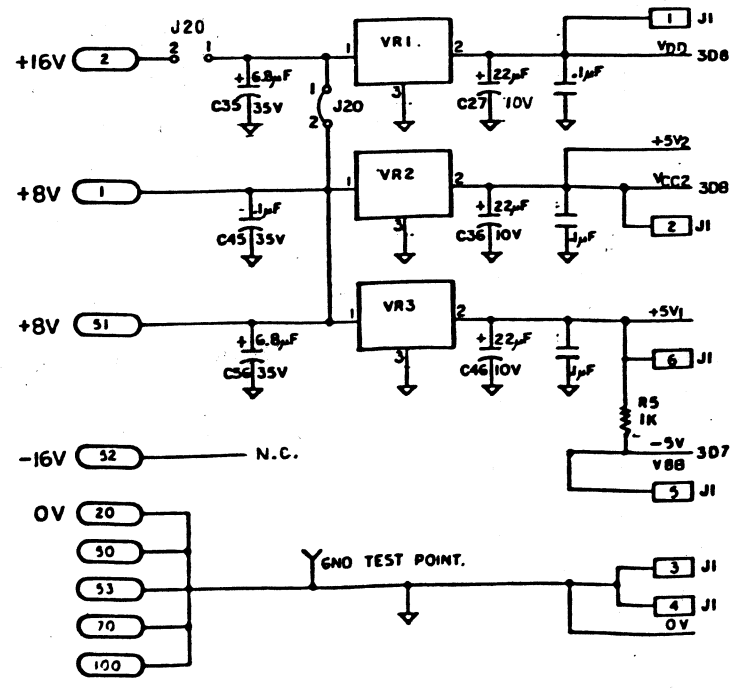 J20
2 1
+16V 2
+ 6.8µF
C35 35V
1 VR1. 2
3
1
J20
2
+ 22µF
C27 10V
.1µF
1 J1
VDD 3D8
+8V 1
.1µF
C45 35V
1 VR2 2
3
+ 22µF
C36 10V
.1µF
+5V2
VCC2 3D8
2 J1
+8V 51
+ 6.8µF
C56 35V
1 VR3 2
3
+ 22µF
C46 10V
.1µF
+5V1
6 J1
R5
1K
-5V
VBB 3D7
5 J1
-16V 52 N.C.
0V 20
50
53
70
100
GND TEST POINT.
3 J1
4 J1
0V